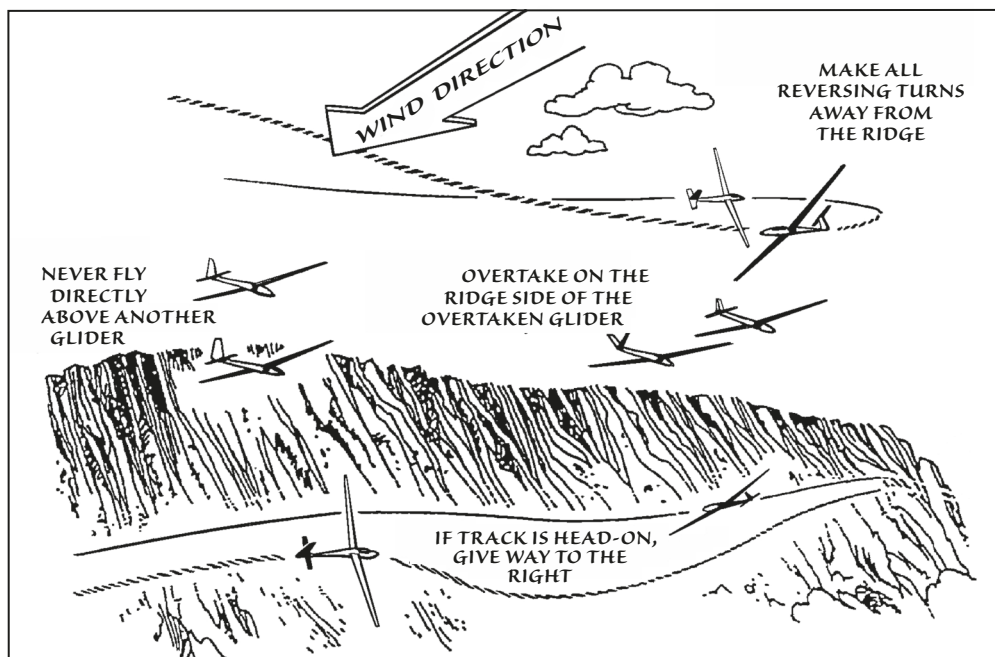 WIND DIRECTION
MAKE ALL
REVERSING TURNS
AWAY FROM
THE RIDGE
NEVER FLY
DIRECTLY
ABOVE ANOTHER
GLIDER
OVERTAKE ON THE
RIDGE SIDE OF THE
OVERTAKEN GLIDER
IF TRACK IS HEAD-ON,
GIVE WAY TO THE
RIGHT